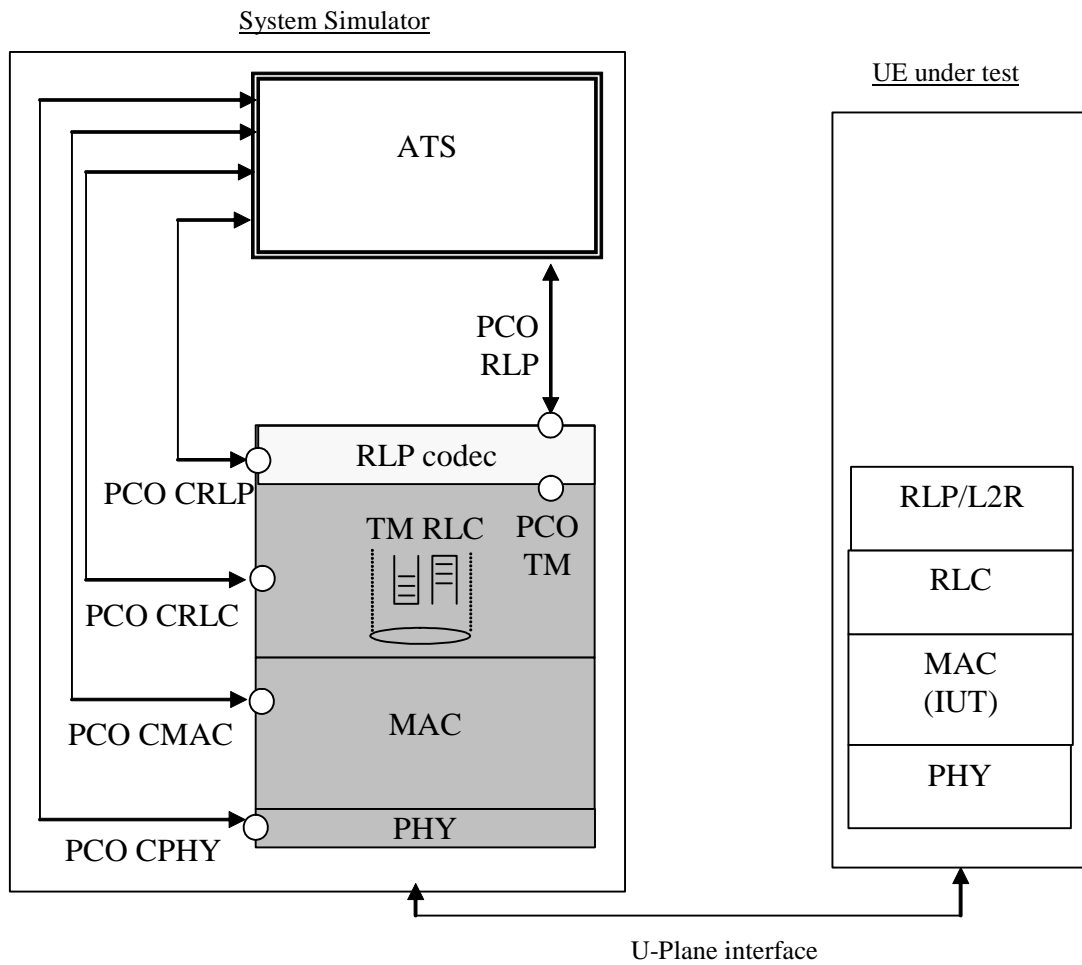 System Simulator
UE under test
ATS
PCO
RLP
RLP codec
PCO CRLP
TM RLC
PCO
TM
PCO CRLC
MAC
PCO CMAC
PHY
PCO CPHY
RLP/L2R
RLC
MAC
(IUT)
PHY
U-Plane interface